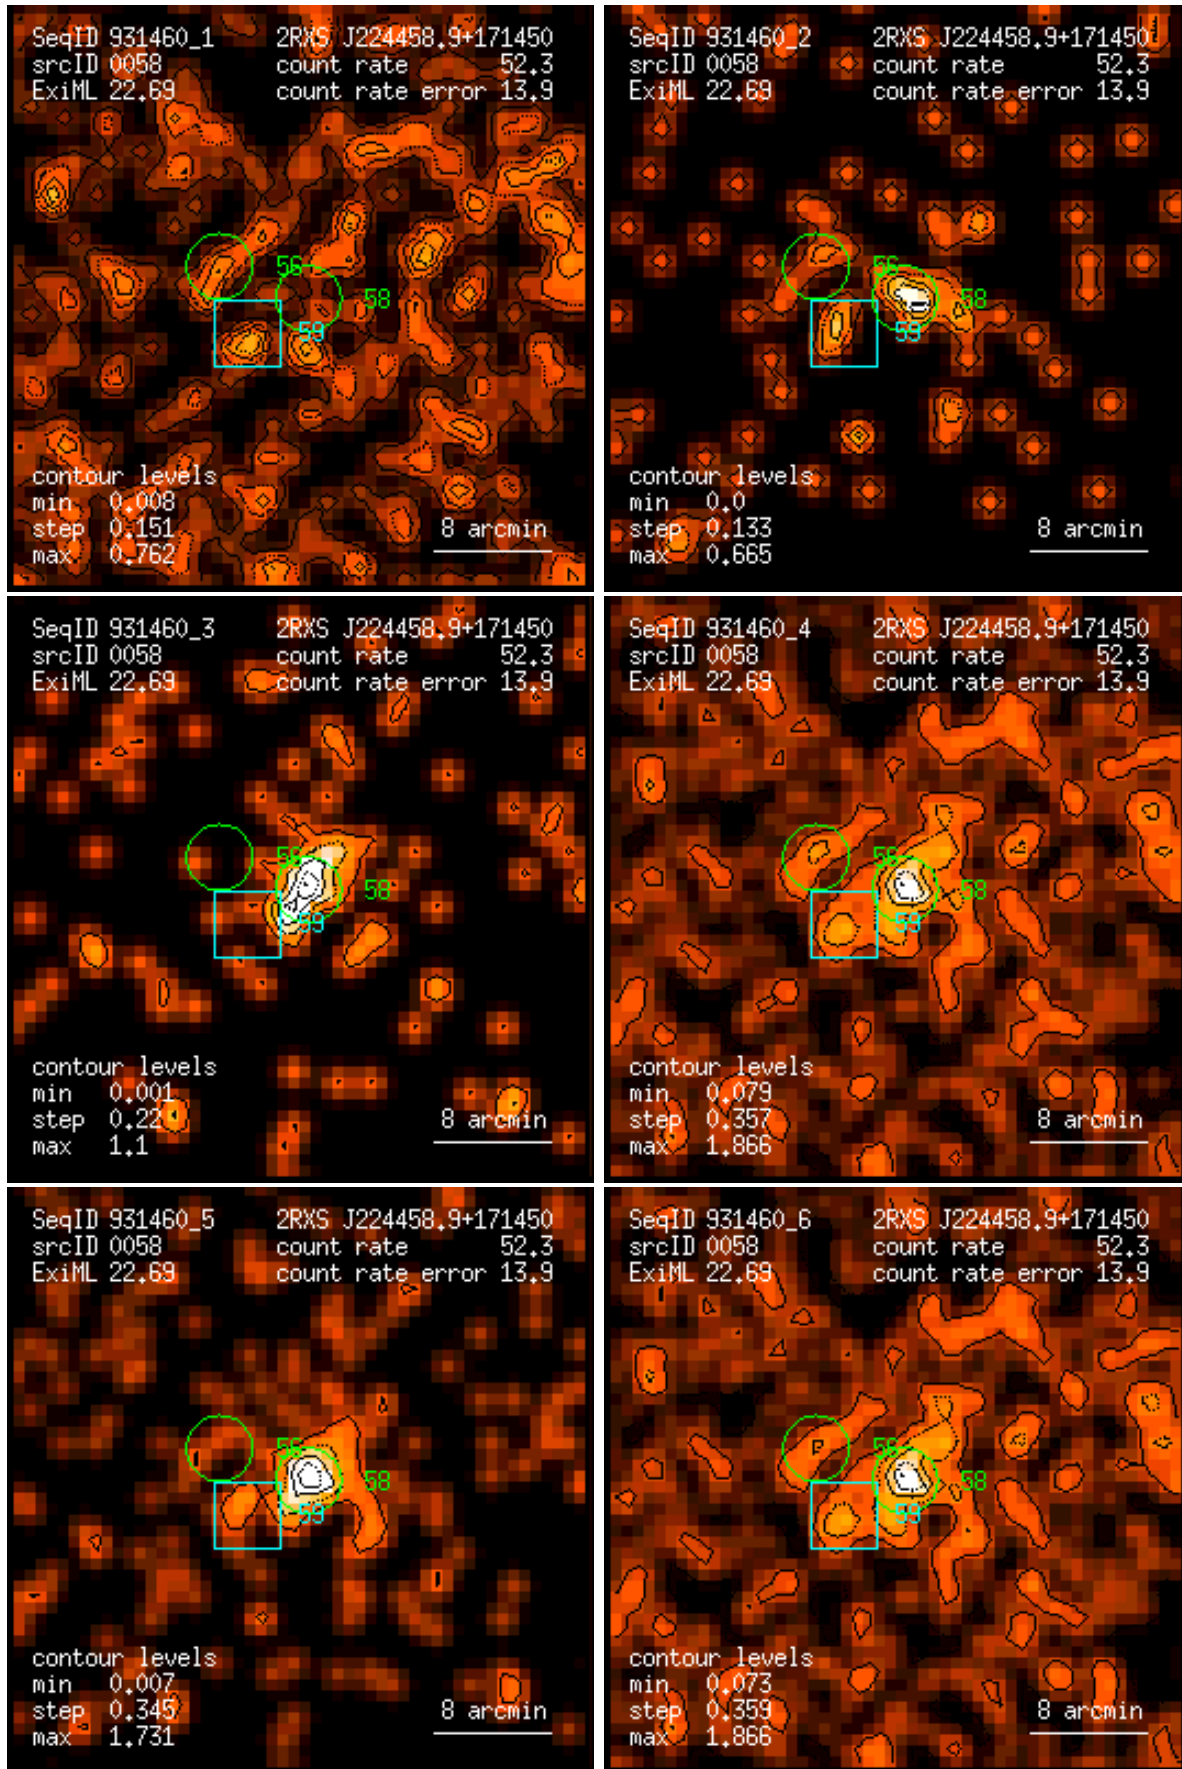 SeqID 931460_1 2RXS J224458.9+171450
srcID 0058 count rate 52.3
ExiML 22.69 count rate error 13.9
56
58
59
contour levels
min 0.008
step 0.151 8 arcmin
max 0.762
SeqID 931460_2 2RXS J224458.9+171450
srcID 0058 count rate 52.3
ExiML 22.69 count rate error 13.9
56
58
59
contour levels
min 0.0
step 0.133 8 arcmin
max 0.665
SeqID 931460_3 2RXS J224458.9+171450
srcID 0058 count rate 52.3
ExiML 22.69 count rate error 13.9
56
58
59
contour levels
min 0.001
step 0.22 8 arcmin
max 1.1
SeqID 931460_4 2RXS J224458.9+171450
srcID 0058 count rate 52.3
ExiML 22.69 count rate error 13.9
56
58
59
contour levels
min 0.079
step 0.357 8 arcmin
max 1.866
SeqID 931460_5 2RXS J224458.9+171450
srcID 0058 count rate 52.3
ExiML 22.69 count rate error 13.9
56
58
59
contour levels
min 0.007
step 0.345 8 arcmin
max 1.731
SeqID 931460_6 2RXS J224458.9+171450
srcID 0058 count rate 52.3
ExiML 22.69 count rate error 13.9
56
58
59
contour levels
min 0.073
step 0.359 8 arcmin
max 1.866